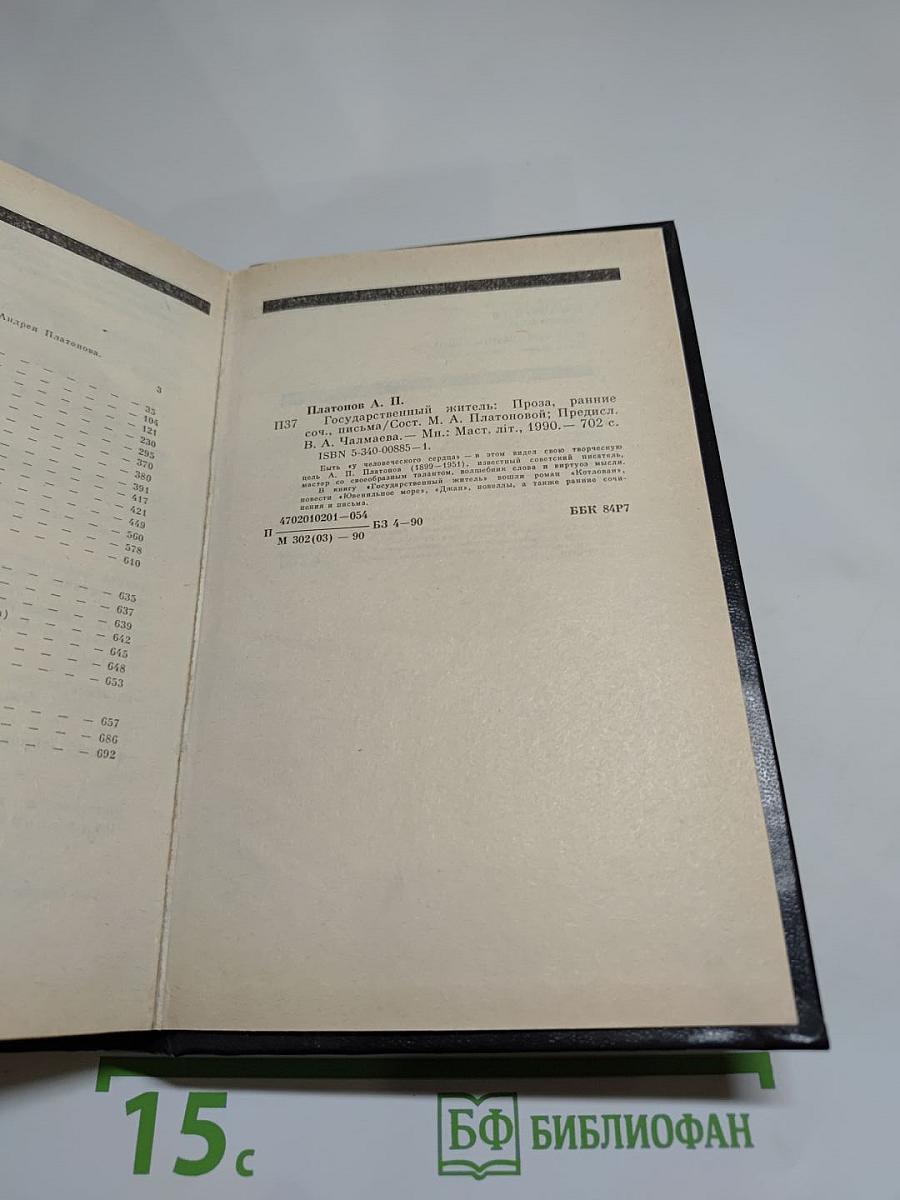 Андрея Платонова.
3
35
104
121
230
295
370
380
391
417
421
449
560
578
610
635
637
639
642
645
648
653
657
686
692
Платонов А. П.
П37 Государственный житель: Проза, ранние
соч., письма/Сост. М. А. Платоновой; Предисл.
В. А. Чалмаева.— Мн.: Маст. літ., 1990.— 702 с.
ISBN 5-340-00885—1.
Быть «у человеческого сердца» — в этом видел свою творческую
цель А. П. Платонов (1899—1951), известный советский писатель,
мастер со своеобразным талантом, волшебник слова и виртуоз мысли.
В книгу «Государственный житель» вошли роман «Котлован»,
повести «Ювенильное море», «Джан», новеллы, а также ранние сочи-
нения и письма.
П 4702010201—054
М 302(03) — 90
БЗ 4—90
ББК 84Р7
15 с
БФ БИБЛИОФАН